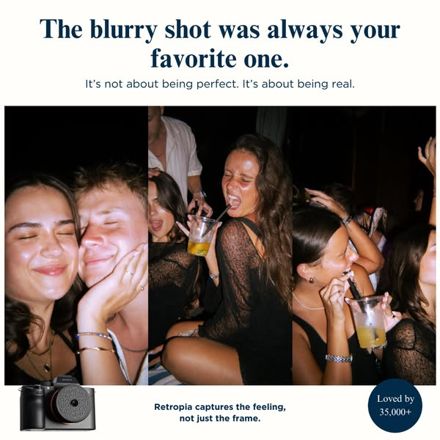 The blurry shot was always your
favorite one.
It's not about being perfect. It's about being real.
Retropia captures the feeling,
not just the frame.
Loved by
35,000+